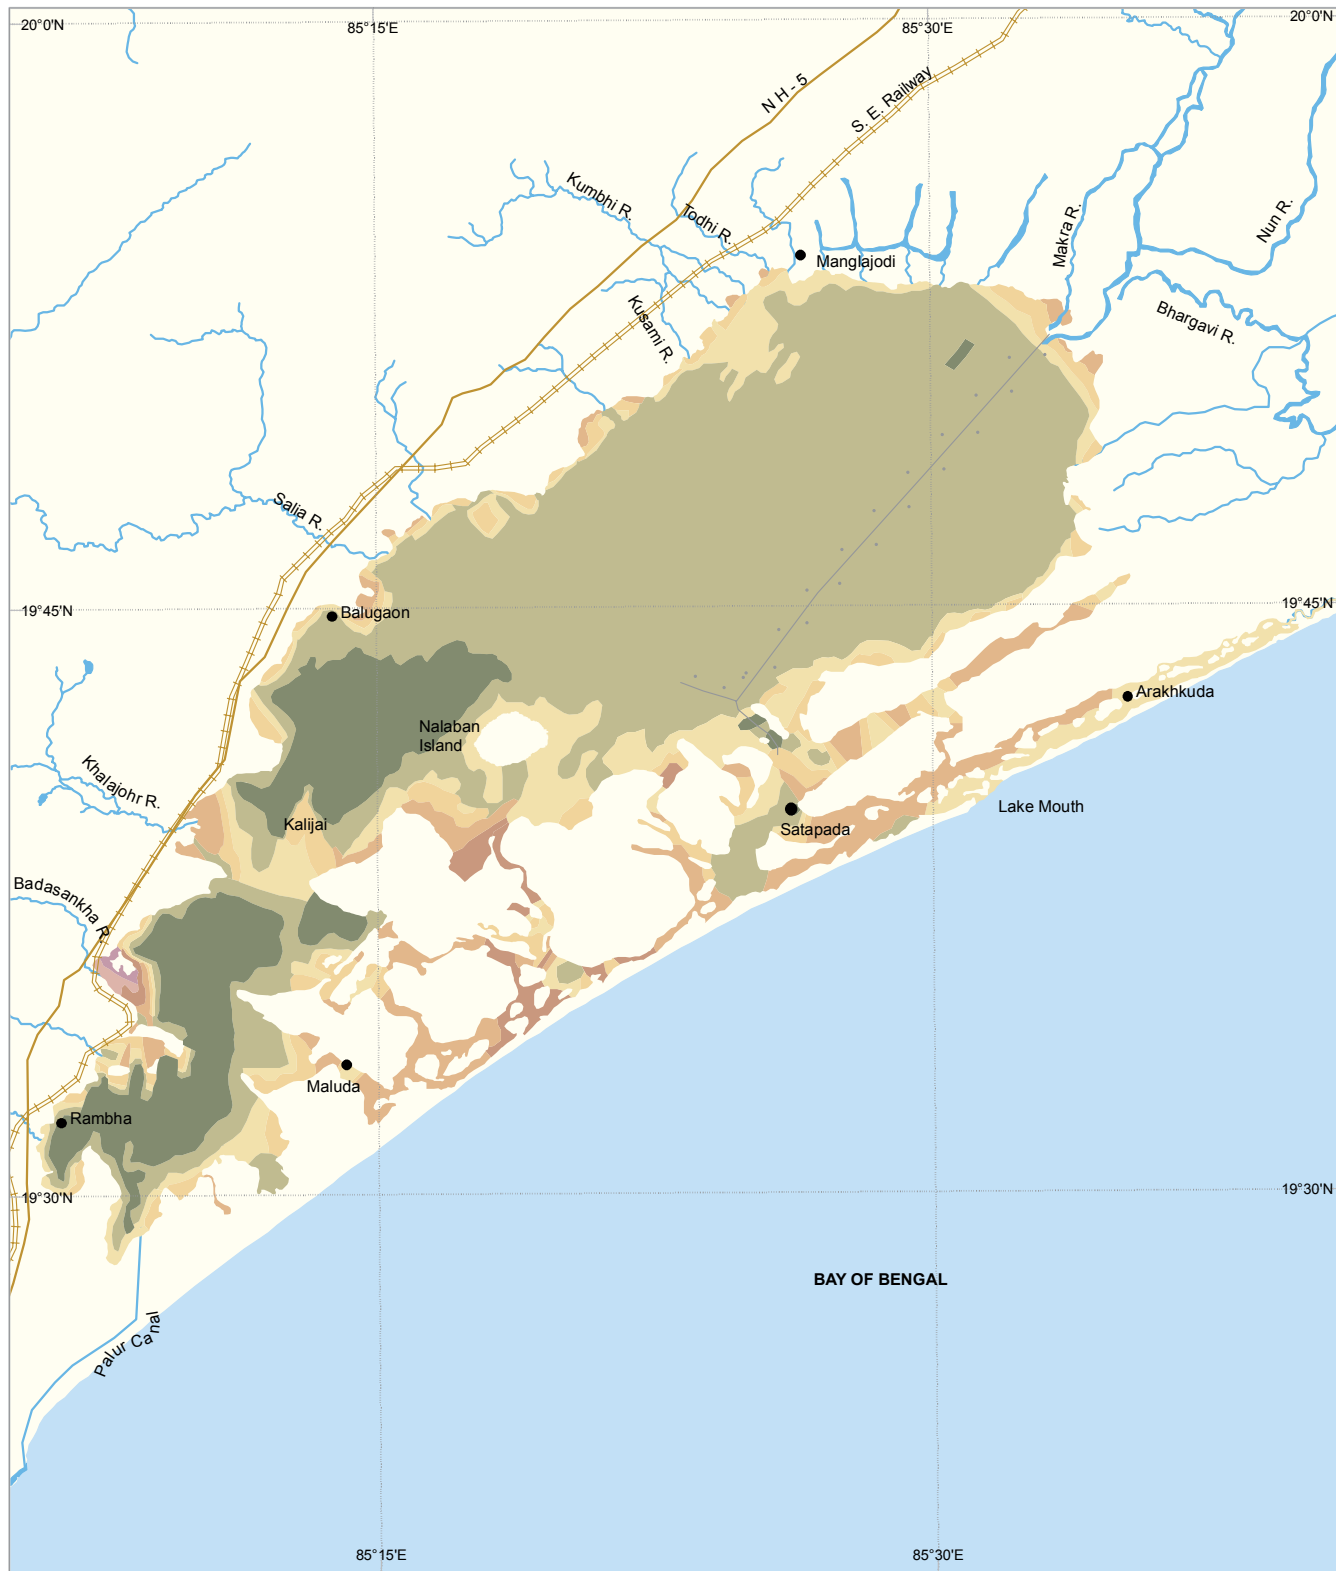 20°0'N
85°15'E
85°30'E
20°0'N
NH-5
S. E. Railway
Kumbhi R.
Todhi R.
Makra R.
Nun R.
Manglajodi
Bhargavi R.
Kusami R.
Salia R.
19°45'N
Balugaon
19°45'N
Arakhkuda
Nalaban
Island
Khalajohr R.
Lake Mouth
Kalijai
Satapada
Badasankha R.
Maluda
Rambha
19°30'N
19°30'N
BAY OF BENGAL
Palur Canal
85°15'E
85°30'E